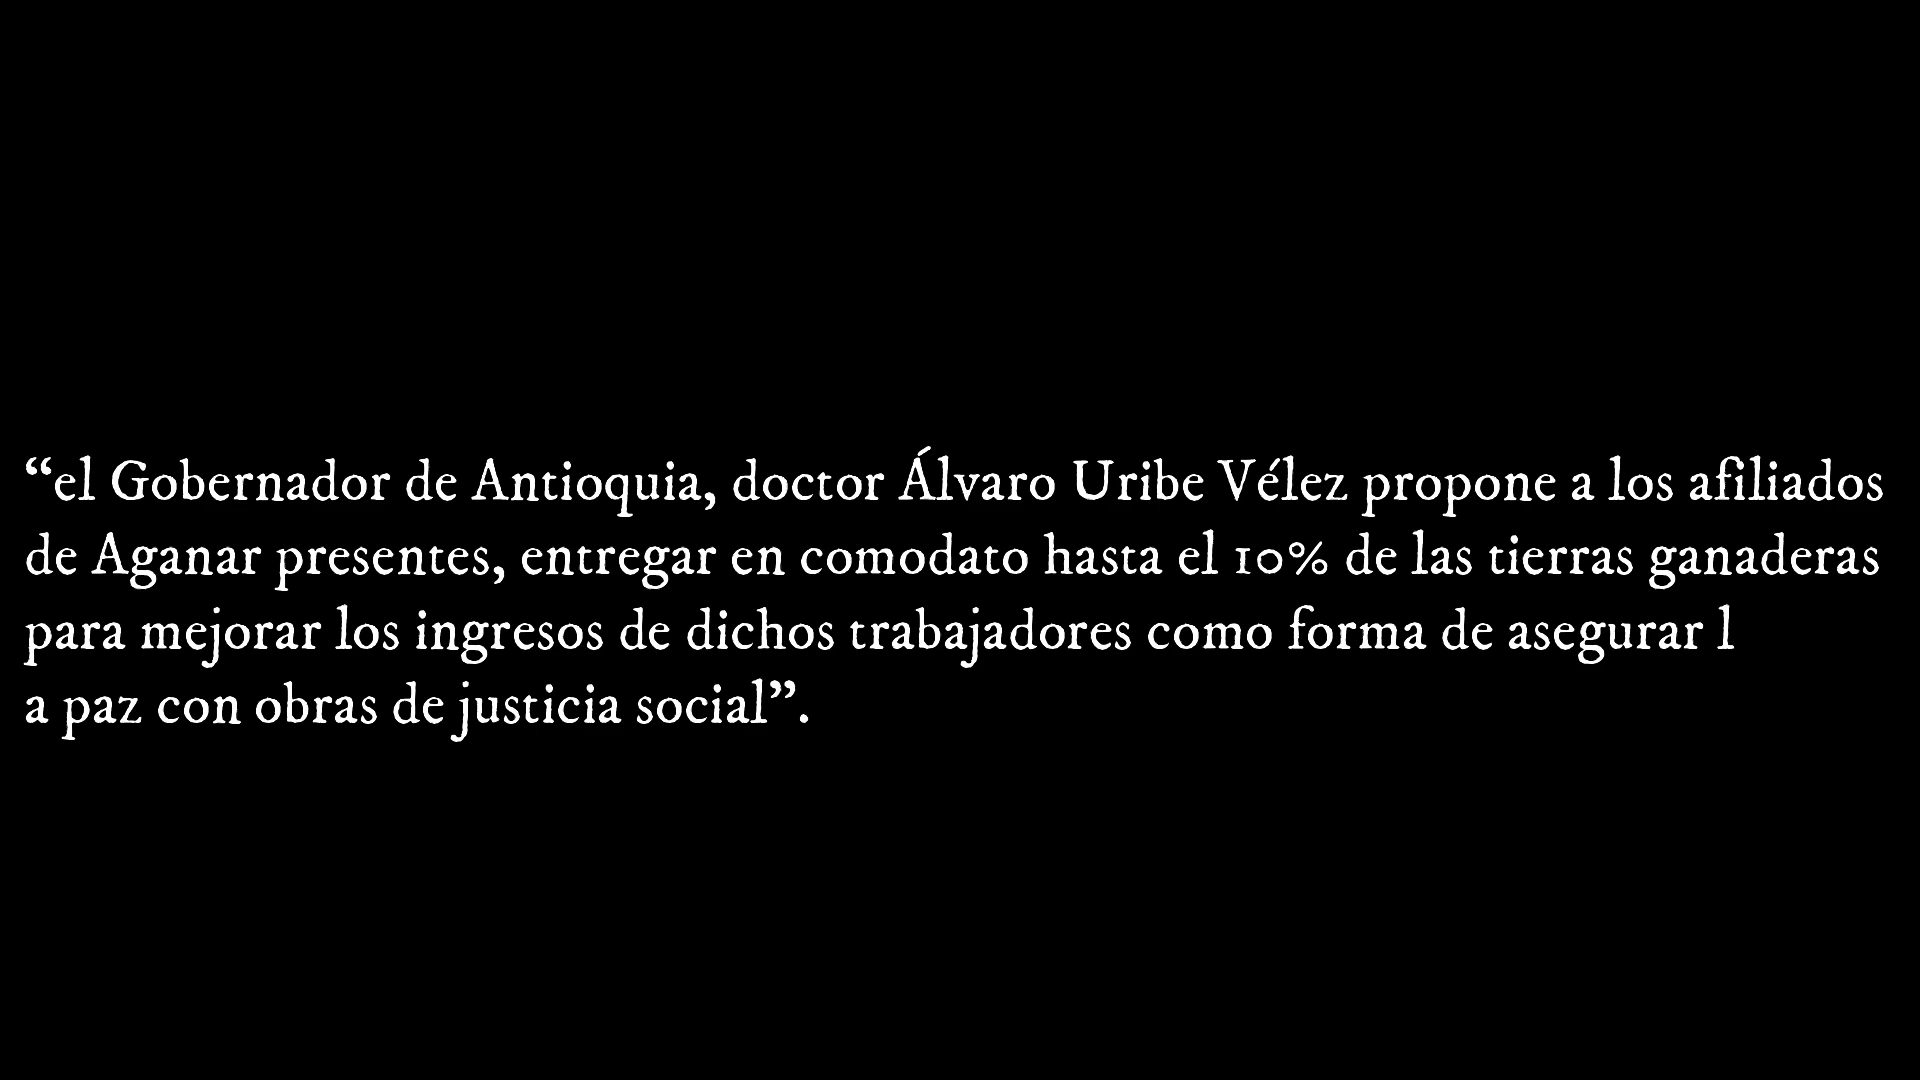 “el Gobernador de Antioquia, doctor Álvaro Uribe Vélez propone a los afiliados
de Aganar presentes, entregar en comodato hasta el 10% de las tierras ganaderas
para mejorar los ingresos de dichos trabajadores como forma de asegurar l
a paz con obras de justicia social”.